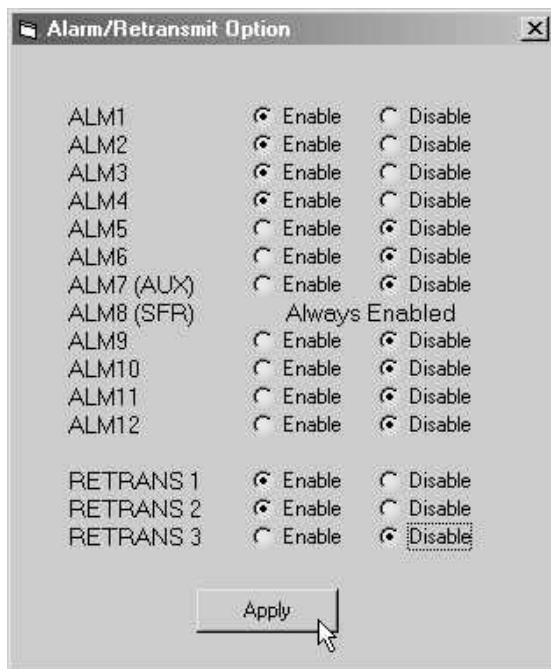 Alarm/Retransmit Option
ALM1 Enable Disable
ALM2 Enable Disable
ALM3 Enable Disable
ALM4 Enable Disable
ALM5 Enable Disable
ALM6 Enable Disable
ALM7 (AUX) Enable Disable
ALM8 (SFR) Always Enabled
ALM9 Enable Disable
ALM10 Enable Disable
ALM11 Enable Disable
ALM12 Enable Disable
RETRANS 1 Enable Disable
RETRANS 2 Enable Disable
RETRANS 3 Enable Disable
Apply